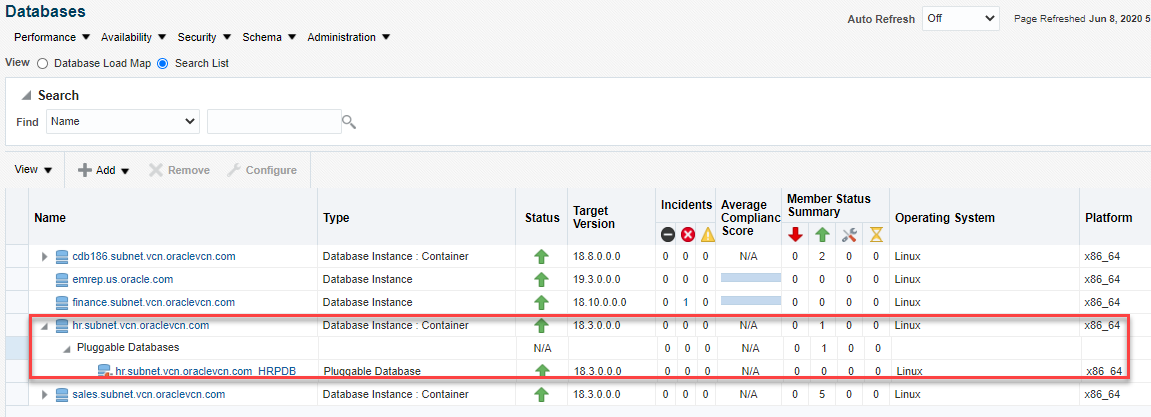 Databases
Auto Refresh Off Page Refreshed Jun 8, 2020 5
Performance Availability Security Schema Administration
View Database Load Map Search List
Search
Find Name
View Add Remove Configure
Name Type Status Target Version Incidents Average Complianc Score Member Status Summary Operating System Platform
cdb186.subnet.vcn.oraclevcn.com Database Instance : Container 18.8.0.0.0 0 0 0 N/A 0 2 0 0 Linux x86_64
emrep.us.oracle.com Database Instance 19.3.0.0.0 0 0 0 0 0 0 0 Linux x86_64
finance.subnet.vcn.oraclevcn.com Database Instance 18.10.0.0.0 0 1 0 0 0 0 0 Linux x86_64
hr.subnet.vcn.oraclevcn.com Database Instance : Container 18.3.0.0.0 0 0 0 N/A 0 1 0 0 Linux x86_64
Pluggable Databases N/A 0 0 0 N/A 0 1 0 0
hr.subnet.vcn.oraclevcn.com_HRPDB Pluggable Database 18.3.0.0.0 0 0 0 N/A 0 0 0 0 Linux x86_64
sales.subnet.vcn.oraclevcn.com Database Instance : Container 18.3.0.0.0 0 0 0 N/A 0 5 0 0 Linux x86_64